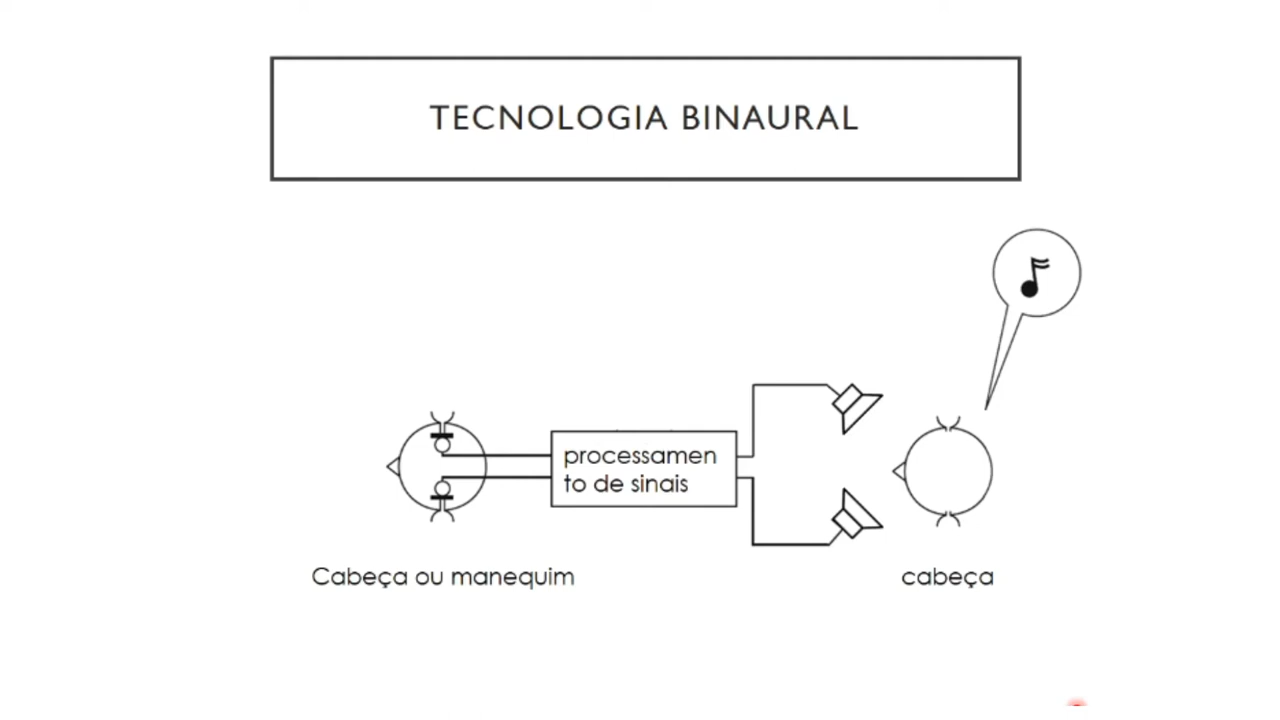 TECNOLOGIA BINAURAL
processamen
to de sinais
Cabeça ou manequim
cabeça